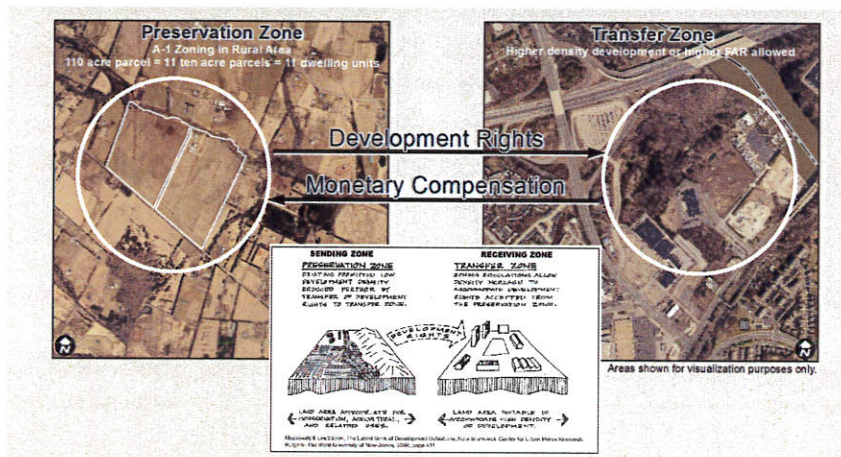 Preservation Zone
A-1 Zoning in Rural Area
110 acre parcel = 11 ten acre parcels = 11 dwelling units
Transfer Zone
Higher density development or higher FAR allowed
Development Rights
Monetary Compensation
SENDING ZONE
PRESERVATION ZONE
EXISTING PERMITTED LOW
DEVELOPMENT DENSITY
REDUCED FURTHER BY
TRANSFER OF DEVELOPMENT
RIGHTS TO TRANSFER ZONE.
RECEIVING ZONE
TRANSFER ZONE
ZONING REGULATIONS ALLOW
DENSITY INCREASE TO
ACCOMMODATE DEVELOPMENT
RIGHTS ACCEPTED FROM
THE PRESERVATION ZONE.
DEVELOPMENT
RIGHTS
LAND AREA APPROPRIATE FOR
CONSERVATION, AGRICULTURAL,
AND RELATED USES.
LAND AREA SUITABLE TO
ACCOMMODATE HIGH DENSITY
OF DEVELOPMENT.
N
N
Areas shown for visualization purposes only.